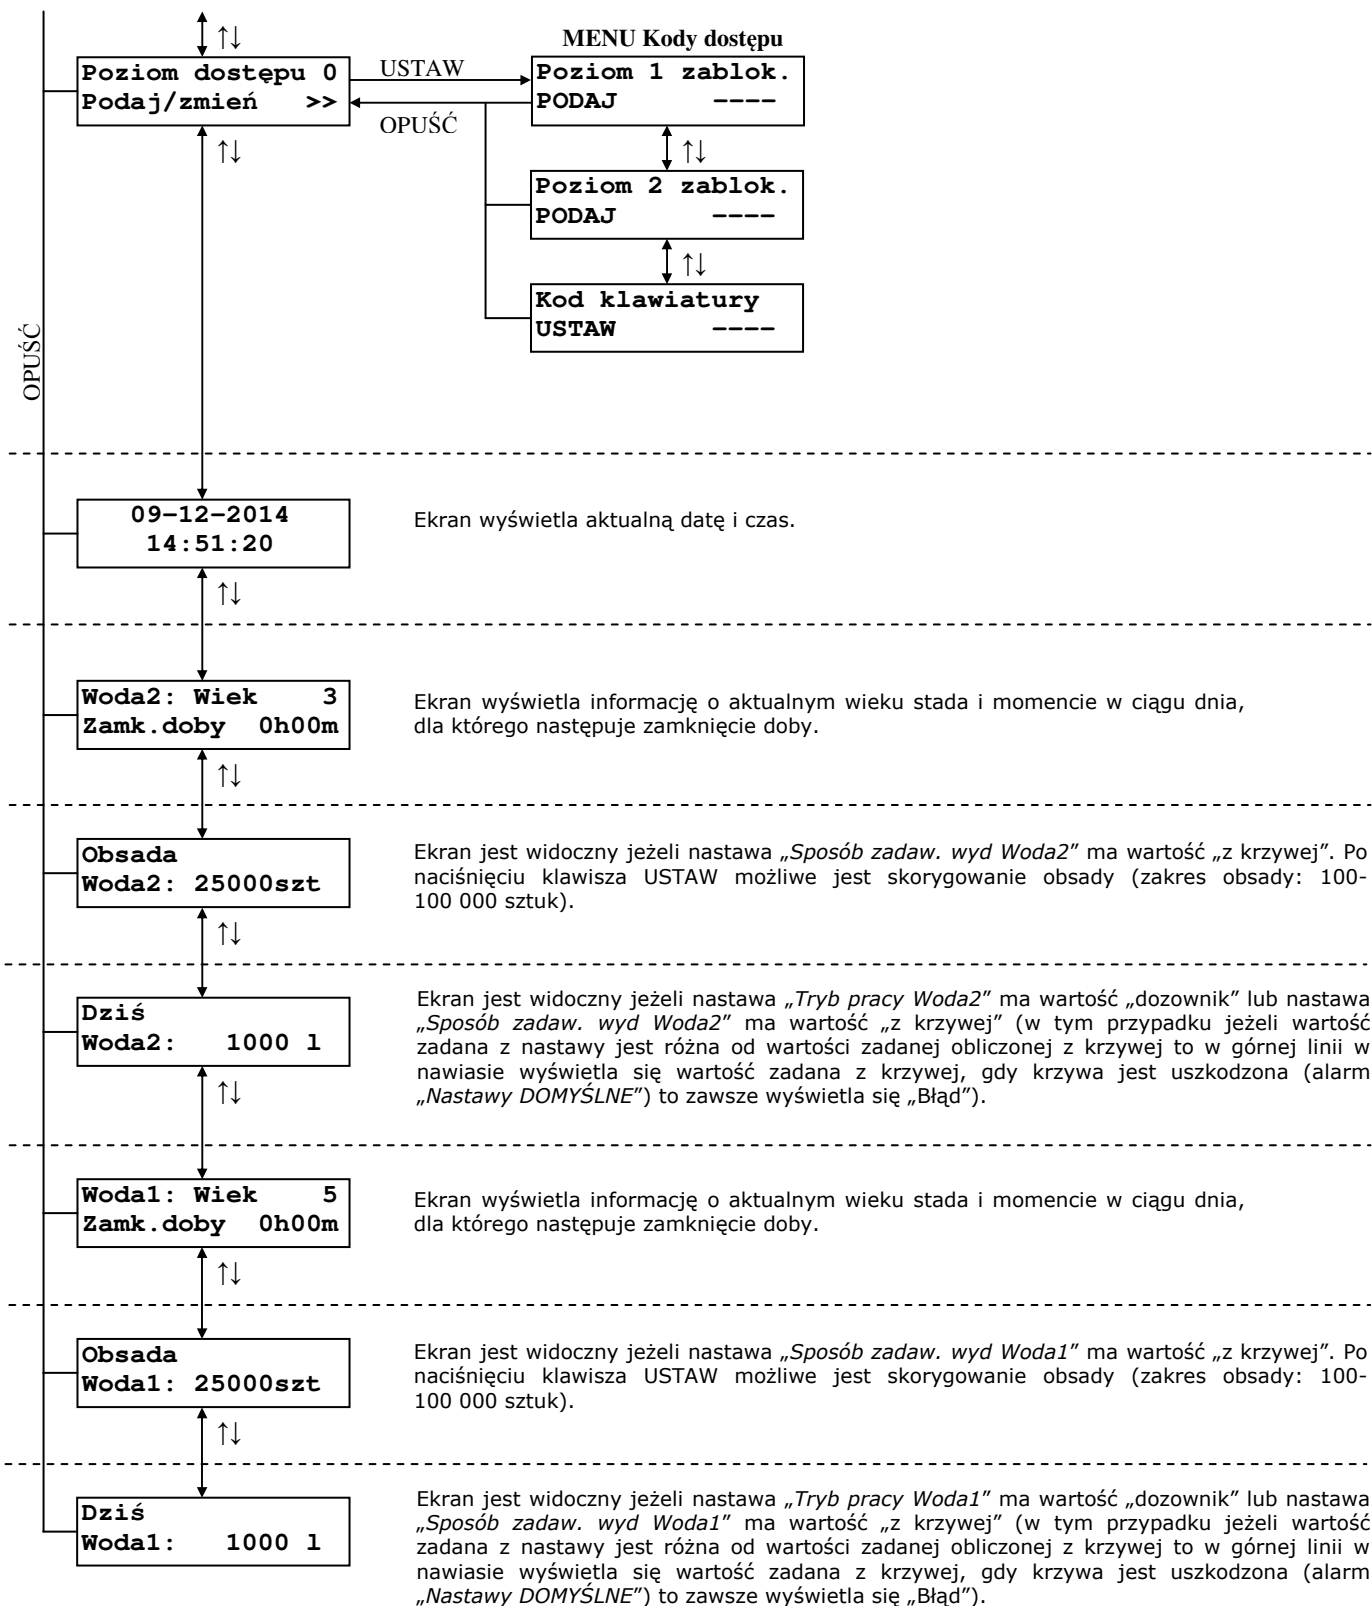 ↑↓
MENU Kody dostępu
Poziom dostępu 0
Podaj/zmień >>
USTAW
OPUŚĆ
Poziom 1 zablok.
PODAJ ----
↑↓
↑↓
Poziom 2 zablok.
PODAJ ----
↑↓
Kod klawiatury
USTAW ----
OPUŚĆ
09-12-2014
14:51:20
Ekran wyświetla aktualną datę i czas.
↑↓
Woda2: Wiek 3
Zamk.doby 0h00m
Ekran wyświetla informację o aktualnym wieku stada i momencie w ciągu dnia,
dla którego następuje zamknięcie doby.
↑↓
Obsada
Woda2: 25000szt
Ekran jest widoczny jeżeli nastawa „Sposób zadaw. wyd Woda2” ma wartość „z krzywej”. Po
naciśnięciu klawisza USTAW możliwe jest skorygowanie obsady (zakres obsady: 100-
100 000 sztuk).
↑↓
Dziś
Woda2: 1000 l
Ekran jest widoczny jeżeli nastawa „Tryb pracy Woda2” ma wartość „dozownik” lub nastawa
„Sposób zadaw. wyd Woda2” ma wartość „z krzywej” (w tym przypadku jeżeli wartość
zadana z nastawy jest różna od wartości zadanej obliczonej z krzywej to w górnej linii w
nawiasie wyświetla się wartość zadana z krzywej, gdy krzywa jest uszkodzona (alarm
„Nastawy DOMYŚLNE”) to zawsze wyświetla się „Błąd”).
↑↓
Woda1: Wiek 5
Zamk.doby 0h00m
Ekran wyświetla informację o aktualnym wieku stada i momencie w ciągu dnia,
dla którego następuje zamknięcie doby.
↑↓
Obsada
Woda1: 25000szt
Ekran jest widoczny jeżeli nastawa „Sposób zadaw. wyd Woda1” ma wartość „z krzywej”. Po
naciśnięciu klawisza USTAW możliwe jest skorygowanie obsady (zakres obsady: 100-
100 000 sztuk).
↑↓
Dziś
Woda1: 1000 l
Ekran jest widoczny jeżeli nastawa „Tryb pracy Woda1” ma wartość „dozownik” lub nastawa
„Sposób zadaw. wyd Woda1” ma wartość „z krzywej” (w tym przypadku jeżeli wartość
zadana z nastawy jest różna od wartości zadanej obliczonej z krzywej to w górnej linii w
nawiasie wyświetla się wartość zadana z krzywej, gdy krzywa jest uszkodzona (alarm
„Nastawy DOMYŚLNE”) to zawsze wyświetla się „Błąd”).